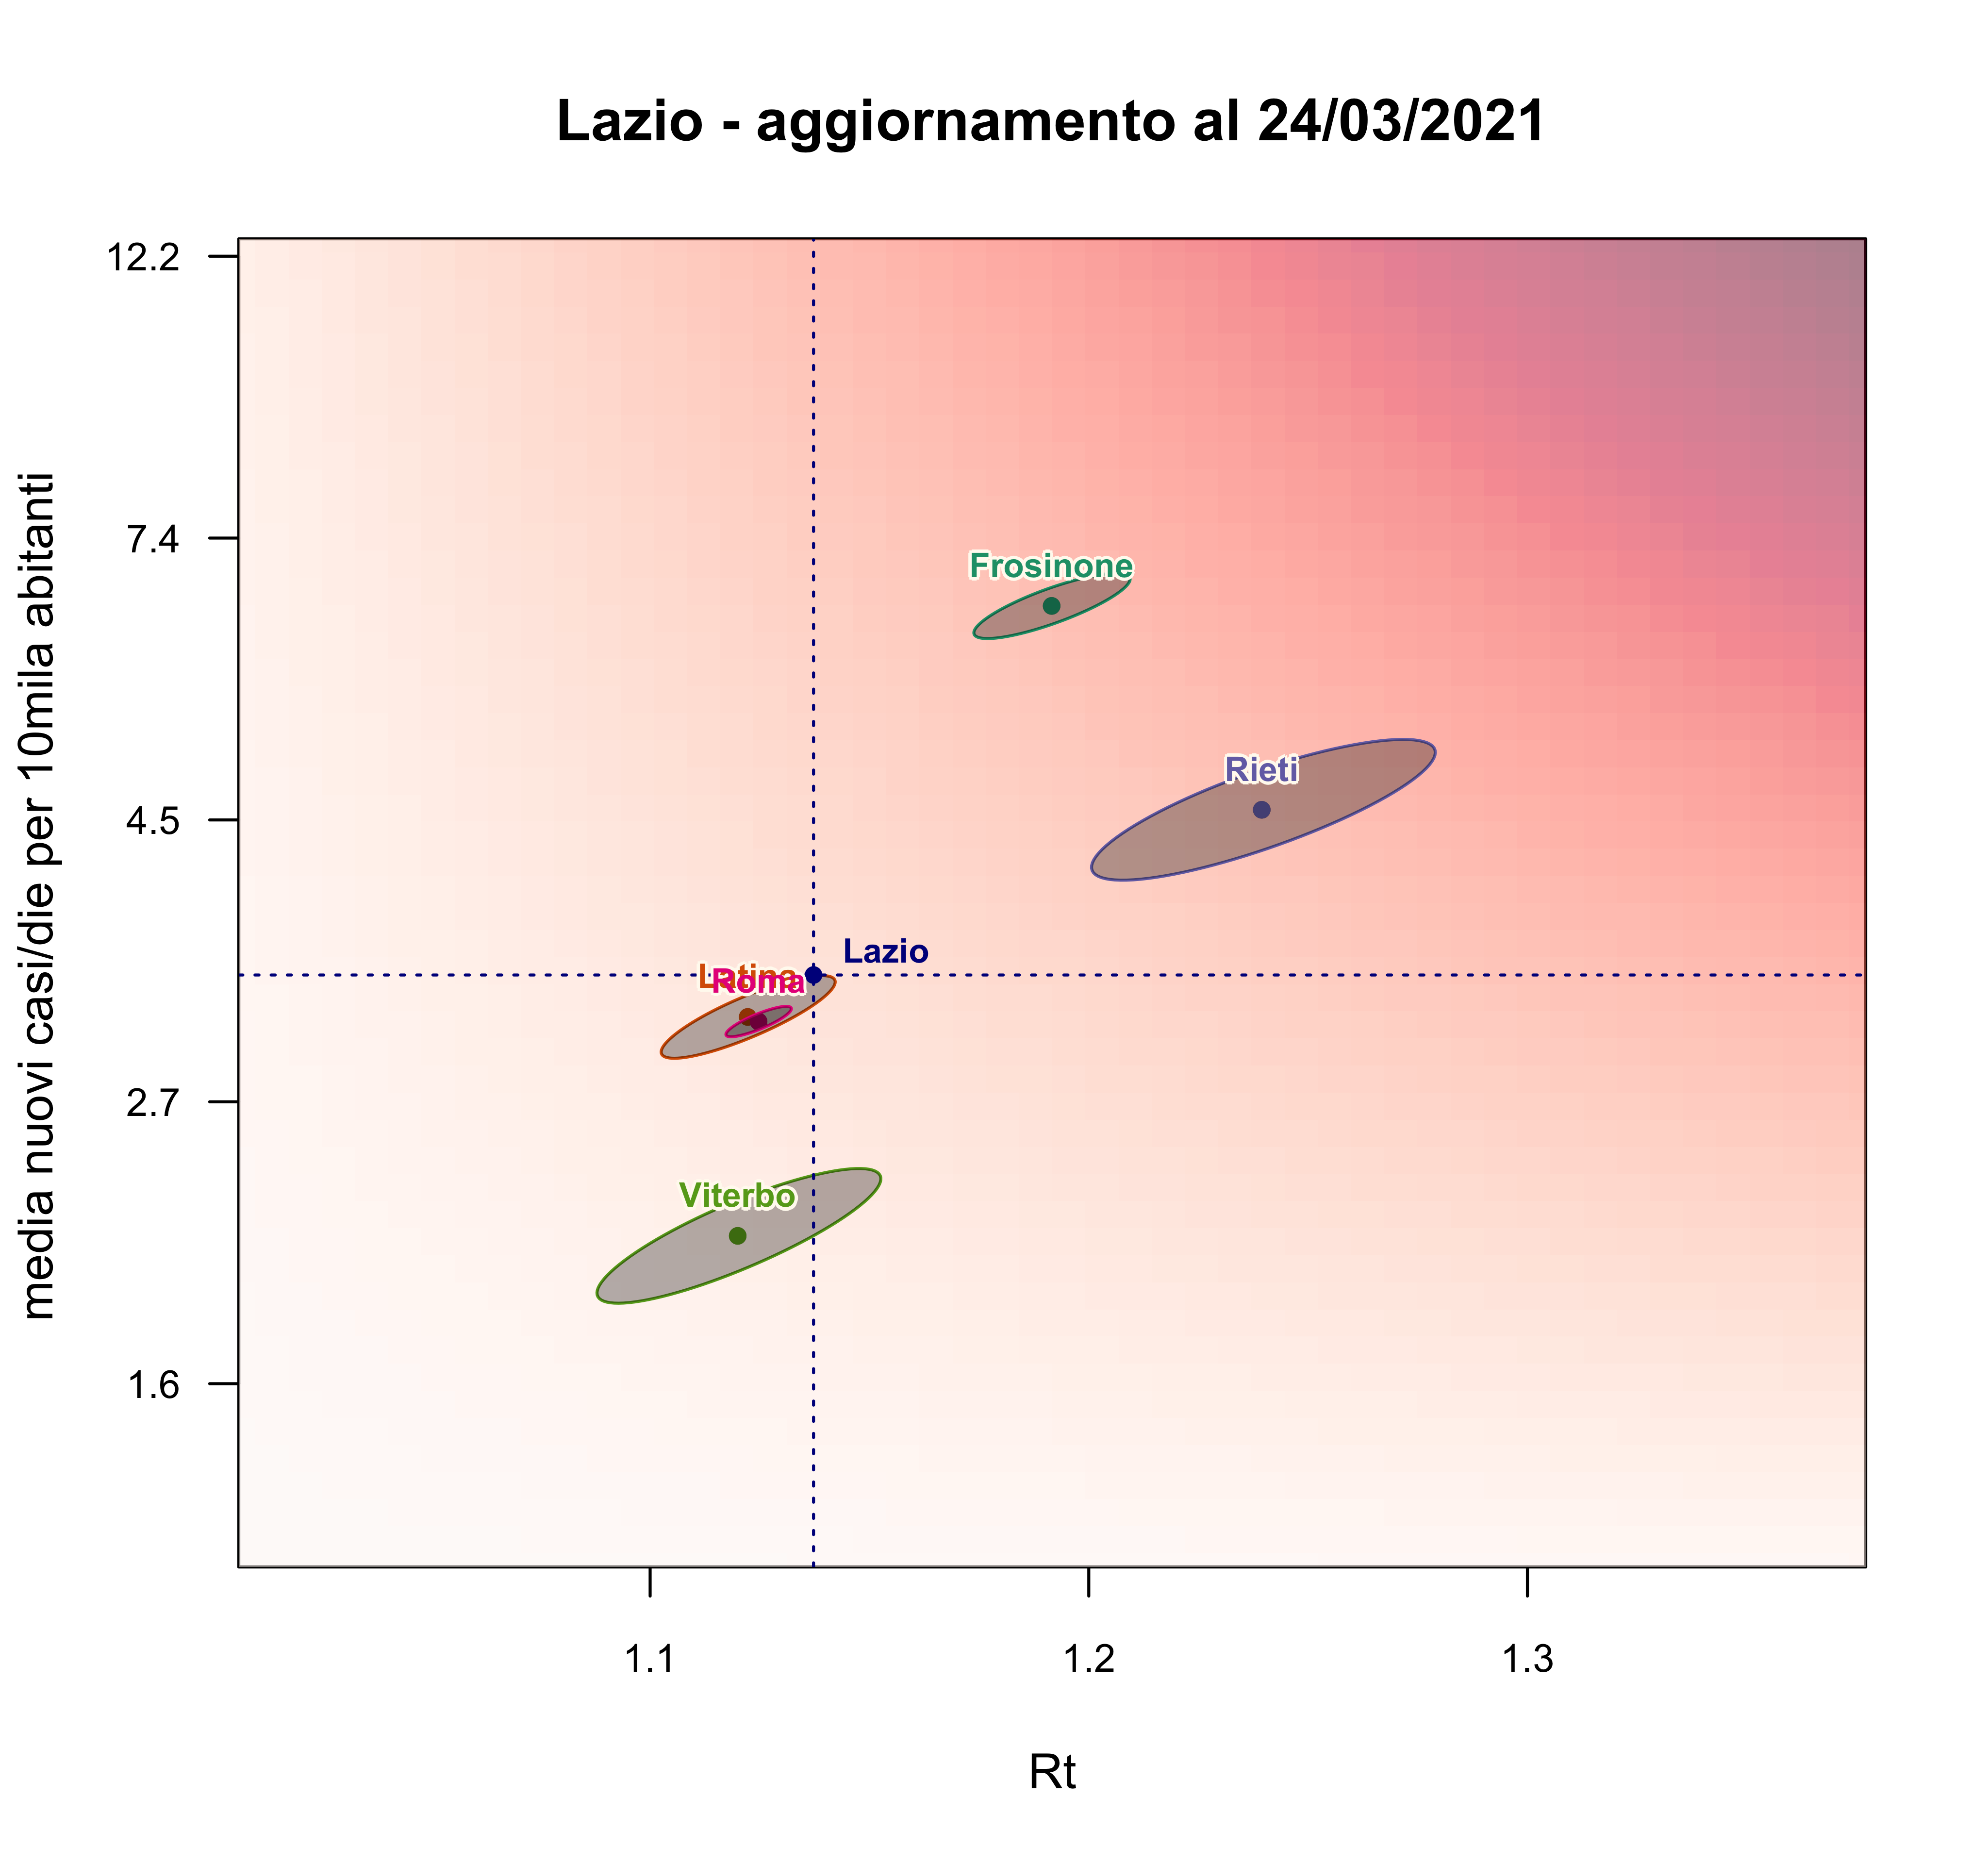 Lazio - aggiornamento al 24/03/2021
media nuovi casi/die per 10mila abitanti
12.2
7.4
4.5
2.7
1.6
Frosinone
Rieti
Lazio
Latina
Roma
Viterbo
1.1
1.2
1.3
Rt